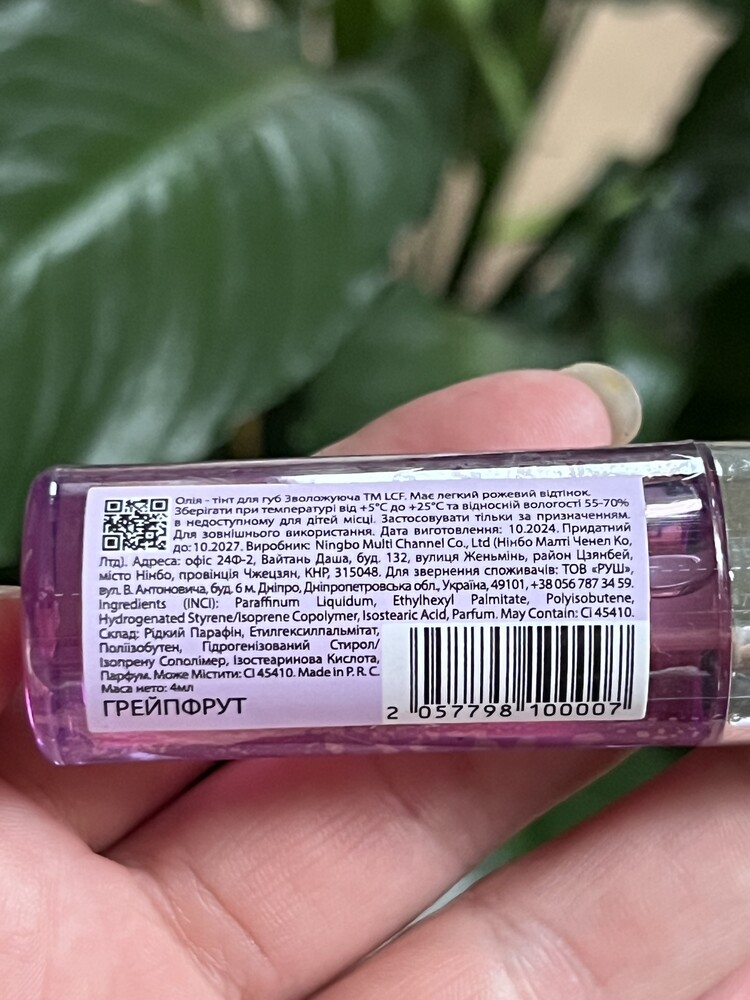 Олія - тінт для губ Зволожуюча ТМ LCF. Має легкий рожевий відтінок.
Зберігати при температурі від +5°C до +25°C та відносній вологості 55-70%
в недоступному для дітей місці. Застосовувати тільки за призначенням.
Для зовнішнього використання. Дата виготовлення: 10.2024. Придатний
до: 10.2027. Виробник: Ningbo Multi Channel Co., Ltd (Нінбо Малті Ченел Ко,
Лтд). Адреса: офіс 24Ф-2, Вайтань Даша, буд. 132, вулиця Женьмінь, район Цзянбей,
місто Нінбо, провінція Чжецзян, КНР, 315048. Для звернення споживачів: ТОВ «РУШ»,
вул. В. Антоновича, буд. 6 м. Дніпро, Дніпропетровська обл., Україна, 49101, +38 056 787 34 59.
Ingredients (INCI): Paraffinum Liquidum, Ethylhexyl Palmitate, Polyisobutene,
Hydrogenated Styrene/Isoprene Copolymer, Isostearic Acid, Parfum. May Contain: CI 45410.
Склад: Рідкий Парафін, Етилгексилпальмітат,
Поліізобутен, Гідрогенізований Стирол/
Ізопрену Сополімер, Ізостеаринова Кислота,
Парфум. Може Містити: CI 45410. Made in P. R. C.
Маса нето: 4мл
ГРЕЙПФРУТ
2 057798 100007